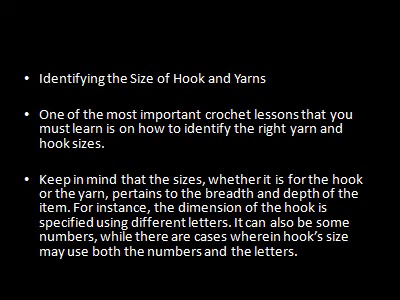 • Identifying the Size of Hook and Yarns
• One of the most important crochet lessons that you
must learn is on how to identify the right yarn and
hook sizes.
• Keep in mind that the sizes, whether it is for the hook
or the yarn, pertains to the breadth and depth of the
item. For instance, the dimension of the hook is
specified using different letters. It can also be some
numbers, while there are cases wherein hook's size
may use both the numbers and the letters.